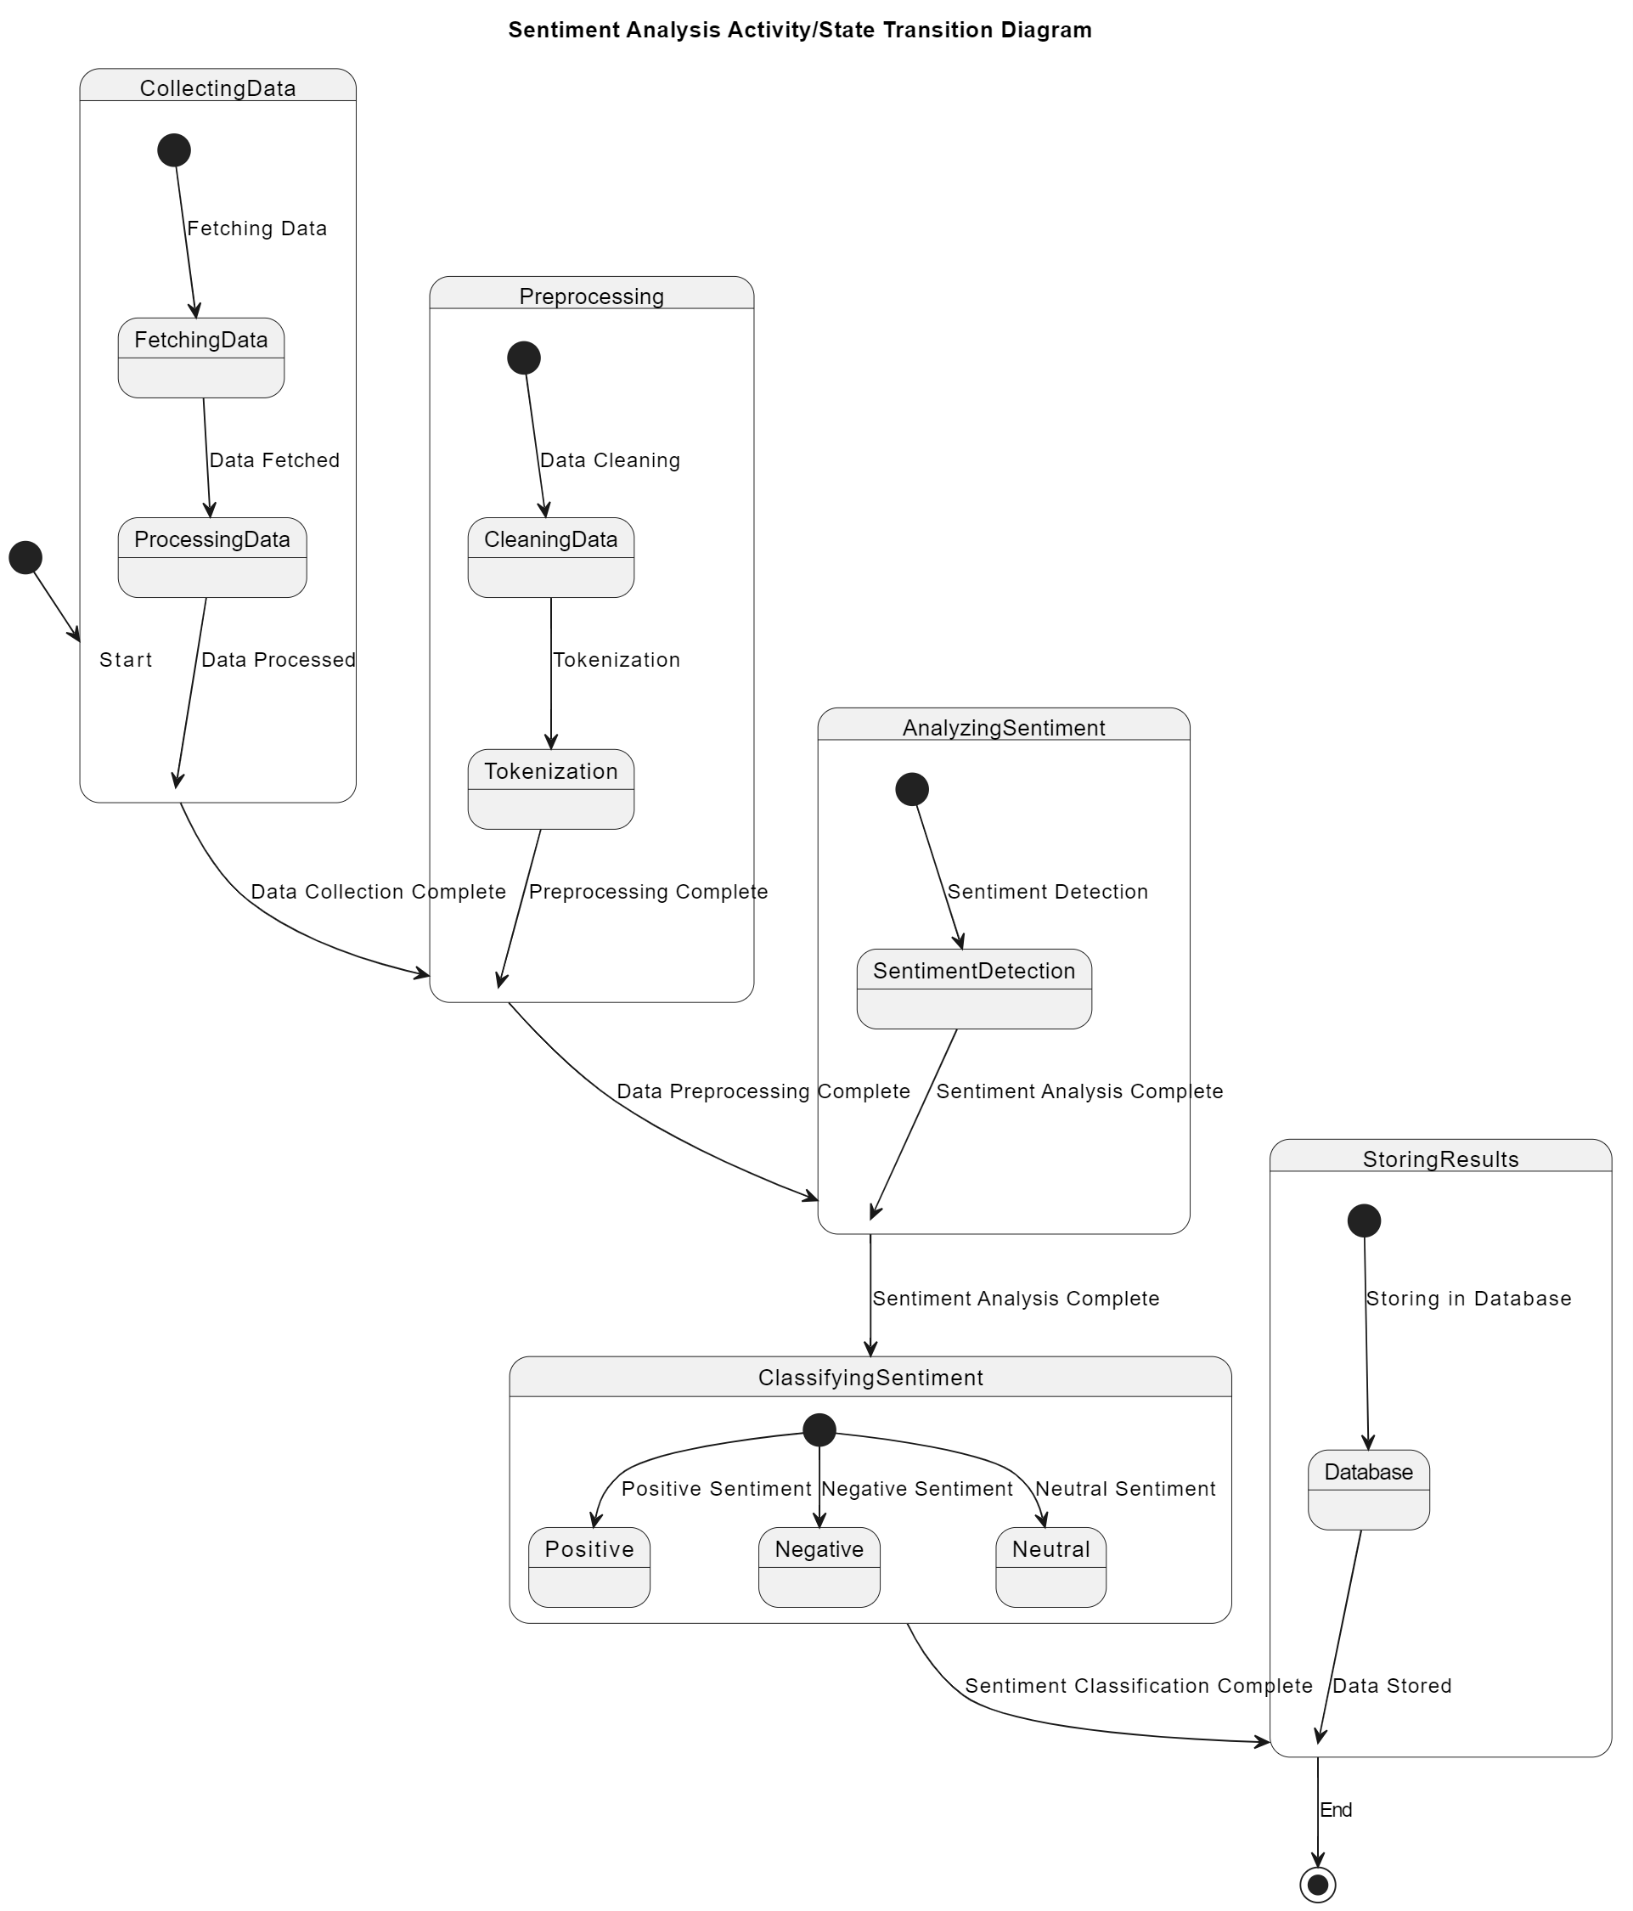 Sentiment Analysis Activity/State Transition Diagram
CollectingData
Fetching Data
FetchingData
Data Fetched
ProcessingData
Start
Data Processed
Preprocessing
Data Cleaning
CleaningData
Tokenization
Tokenization
Data Collection Complete
Preprocessing Complete
AnalyzingSentiment
Sentiment Detection
SentimentDetection
Data Preprocessing Complete
Sentiment Analysis Complete
Sentiment Analysis Complete
ClassifyingSentiment
Positive Sentiment
Negative Sentiment
Neutral Sentiment
Positive
Negative
Neutral
StoringResults
Storing in Database
Database
Sentiment Classification Complete
Data Stored
End